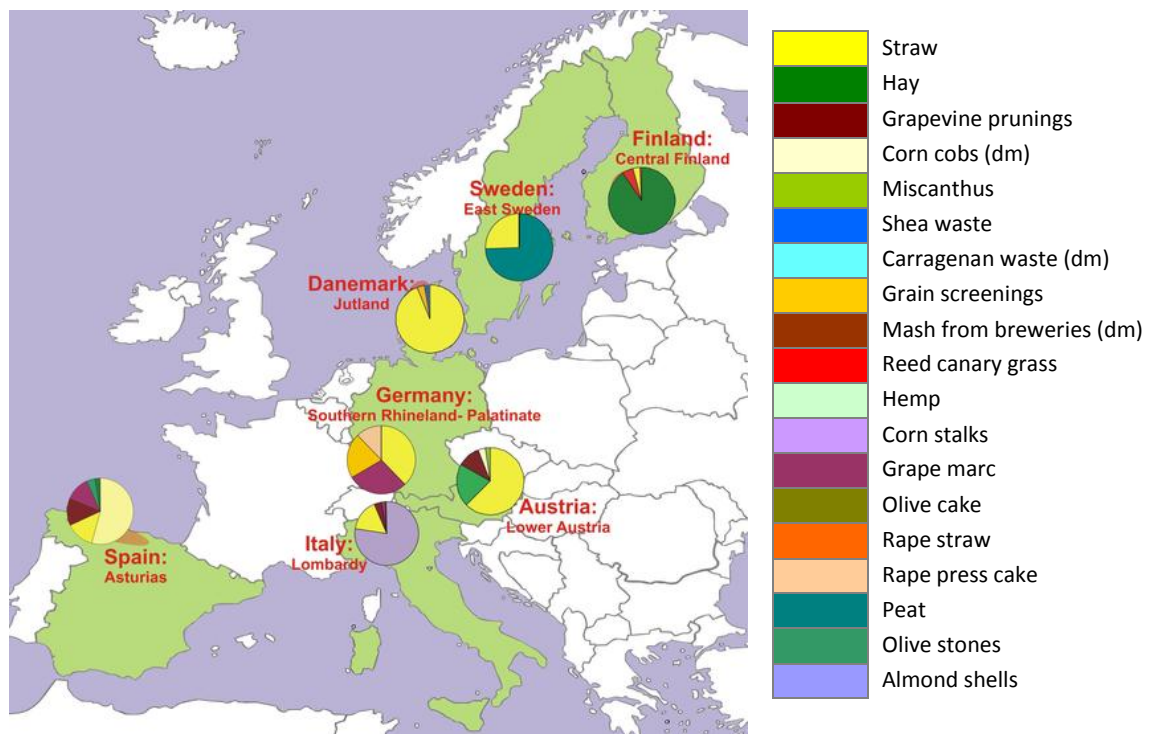 Finland:
Central Finland
Sweden:
East Sweden
Danemark:
Jutland
Germany:
Southern Rhineland- Palatinate
Austria:
Lower Austria
Italy:
Lombardy
Spain:
Asturias
Straw
Hay
Grapevine prunings
Corn cobs (dm)
Miscanthus
Shea waste
Carragenan waste (dm)
Grain screenings
Mash from breweries (dm)
Reed canary grass
Hemp
Corn stalks
Grape marc
Olive cake
Rape straw
Rape press cake
Peat
Olive stones
Almond shells